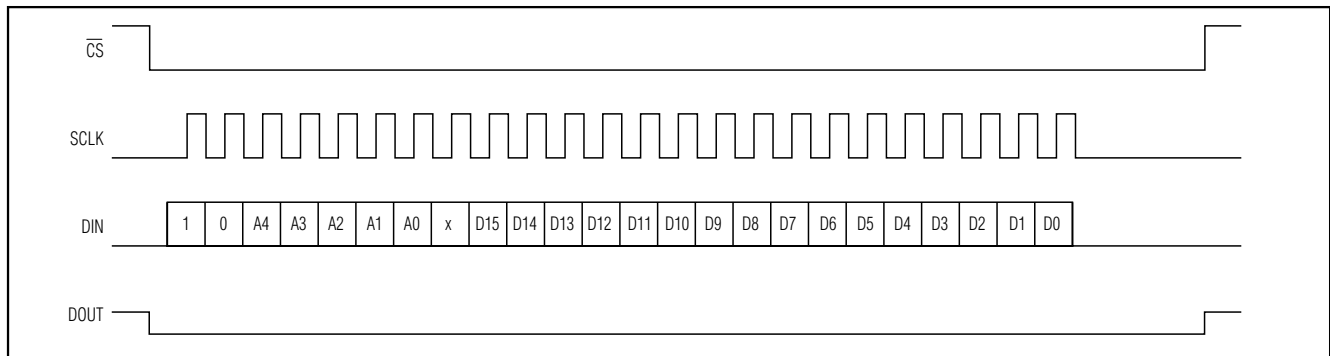 C̅S̅
SCLK
DIN 1 0 A4 A3 A2 A1 A0 x D15 D14 D13 D12 D11 D10 D9 D8 D7 D6 D5 D4 D3 D2 D1 D0
DOUT